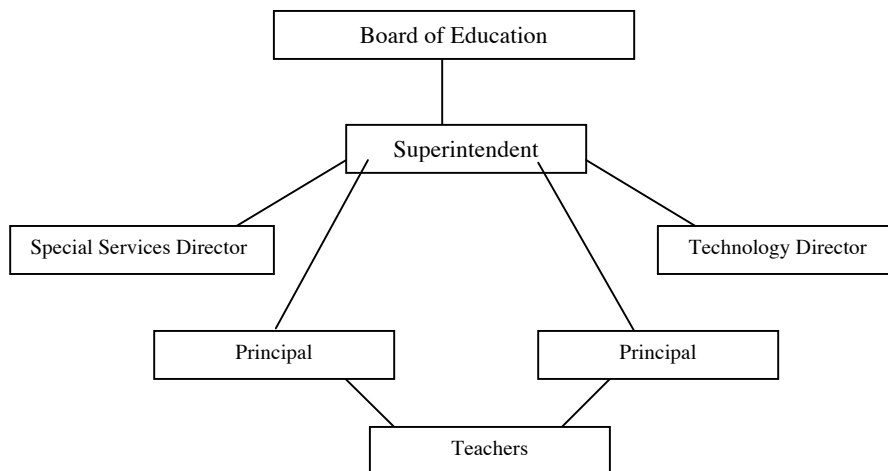 Board of Education
Superintendent
Special Services Director
Technology Director
Principal
Principal
Teachers